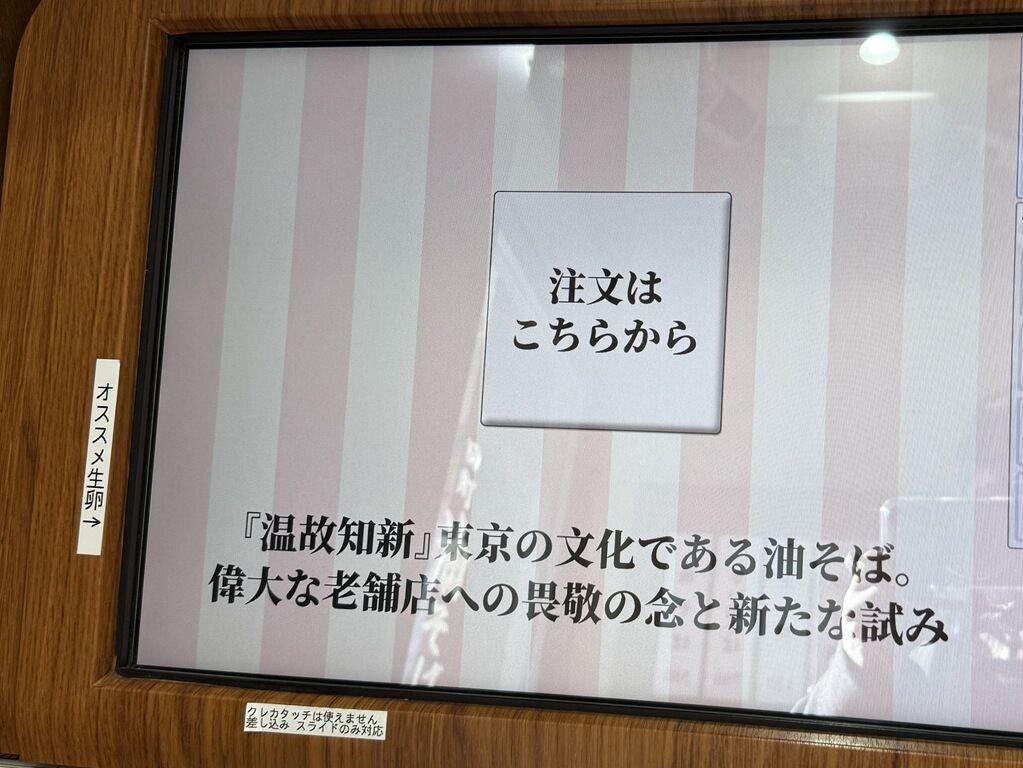 注文は
こちらから
『温故知新』東京の文化である油そば。
偉大な老舗店への畏敬の念と新たな試み
オススメ生卵→
クレカタッチは使えません
差し込み スライドのみ対応